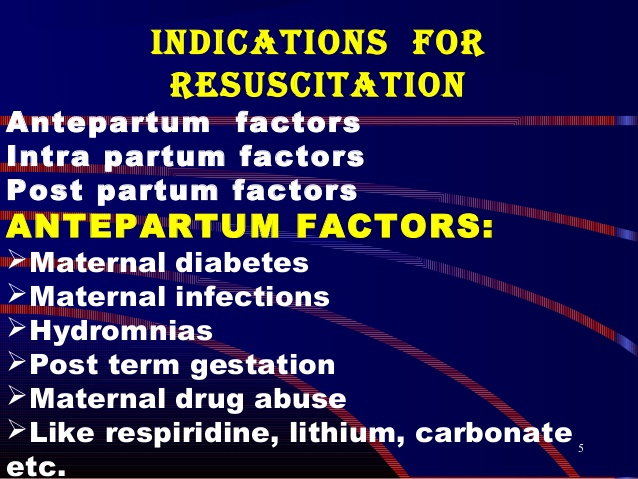 INDICATIONS FOR
RESUSCITATION
Antepartum factors
Intra partum factors
Post partum factors
ANTEPARTUM FACTORS:
➢Maternal diabetes
➢Maternal infections
➢Hydromnias
➢Post term gestation
➢Maternal drug abuse
➢Like respiridine, lithium, carbonate
etc.
5